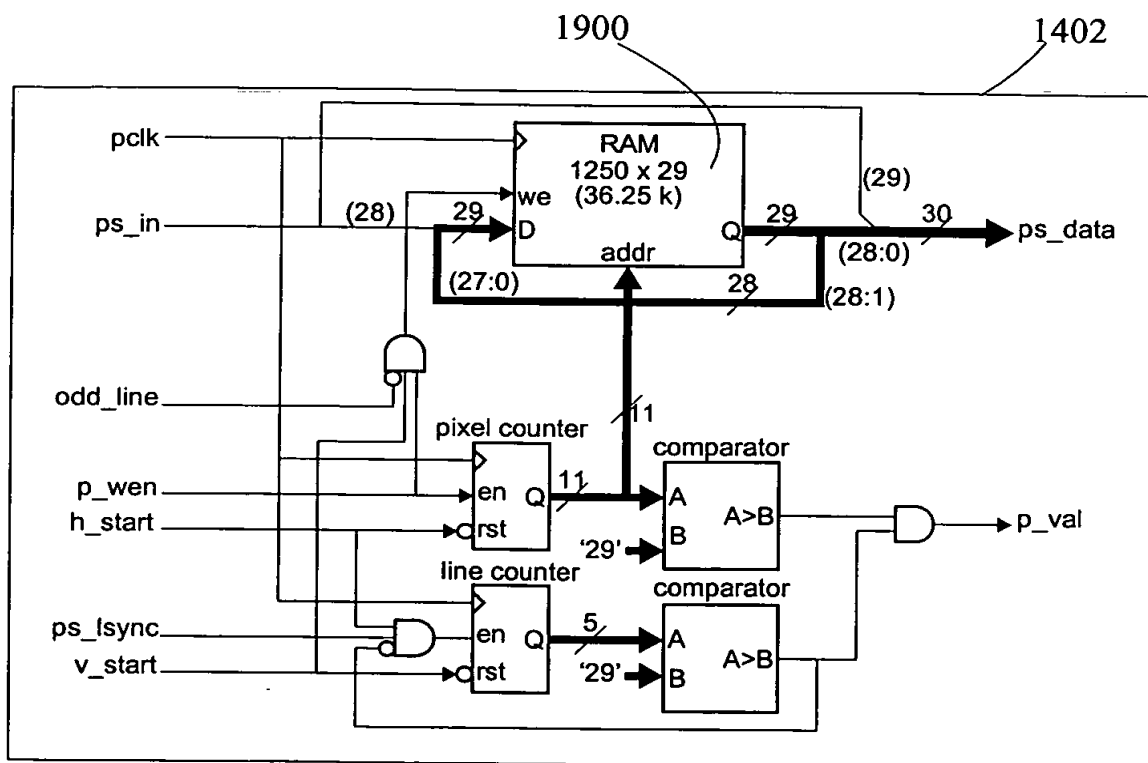 1900
1402
pclk
RAM
1250 x 29
(36.25 k)
we
(29)
ps_in
(28)
29
D
Q
29
30
ps_data
(28:0)
addr
(27:0)
28
(28:1)
odd_line
11
pixel counter
comparator
p_wen
en
Q
11
A
A>B
B
p_val
h_start
rst
'29'
line counter
comparator
ps_lsync
en
Q
5
A
A>B
B
v_start
rst
'29'